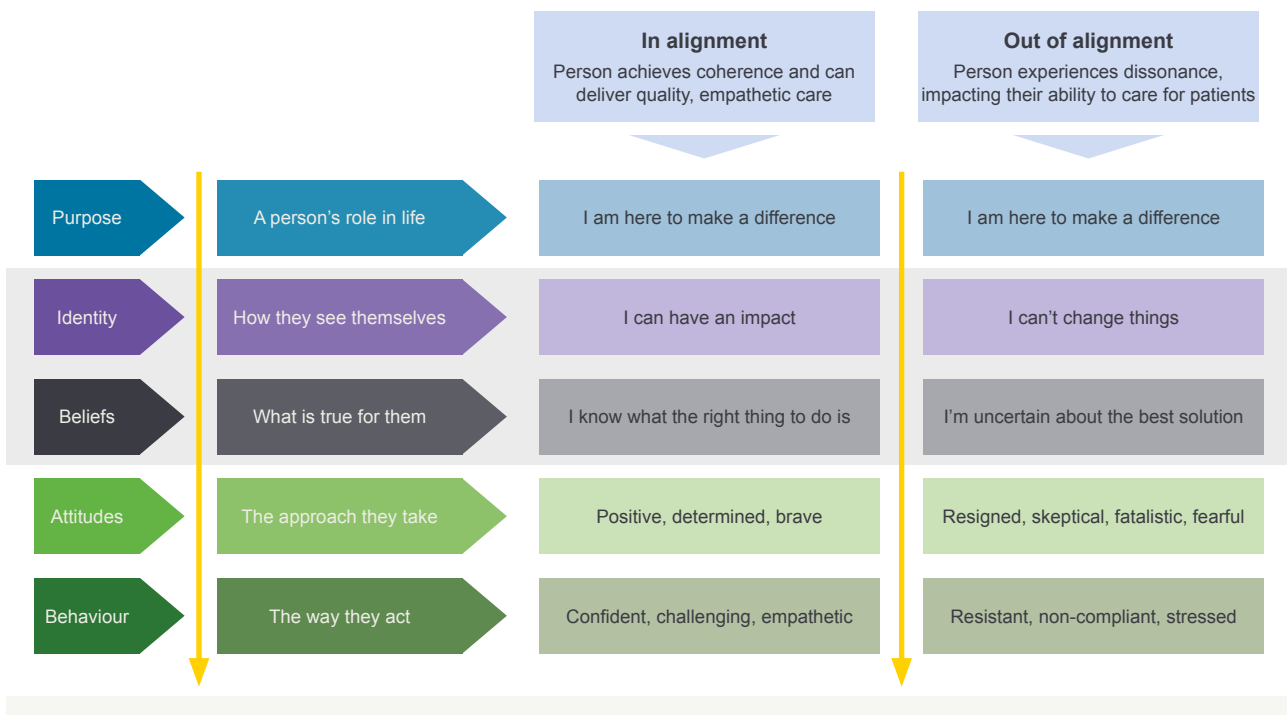 In alignment
Person achieves coherence and can
deliver quality, empathetic care
Out of alignment
Person experiences dissonance,
impacting their ability to care for patients
Purpose
A person’s role in life
I am here to make a difference
I am here to make a difference
Identity
How they see themselves
I can have an impact
I can’t change things
Beliefs
What is true for them
I know what the right thing to do is
I’m uncertain about the best solution
Attitudes
The approach they take
Positive, determined, brave
Resigned, skeptical, fatalistic, fearful
Behaviour
The way they act
Confident, challenging, empathetic
Resistant, non-compliant, stressed